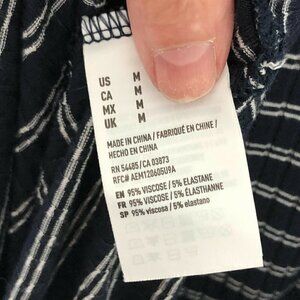 US M
CA M
MX M
UK M
MADE IN CHINA / FABRIQUÉ EN CHINE /
HECHO EN CHINA
RN 54485/CA 03873
RFC# AEM120605U9A
EN 95% VISCOSE / 5% ELASTANE
FR 95% VISCOSE / 5% ÉLASTHANNE
SP 95% viscosa / 5% elastano